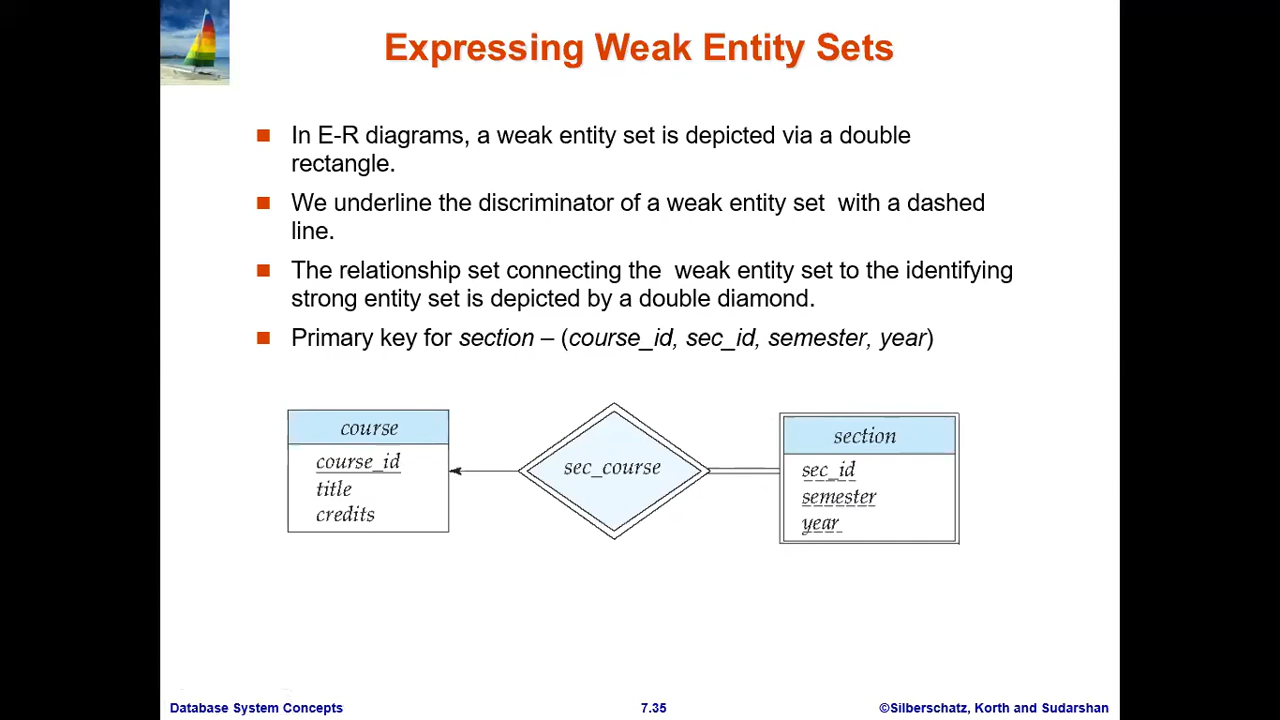 Expressing Weak Entity Sets
In E-R diagrams, a weak entity set is depicted via a double
rectangle.
We underline the discriminator of a weak entity set  with a dashed
line.
The relationship set connecting the  weak entity set to the identifying
strong entity set is depicted by a double diamond.
Primary key for section – (course_id, sec_id, semester, year)
course
course_id
title
credits
sec_course
section
sec_id
semester
year
Database System Concepts
7.35
©Silberschatz, Korth and Sudarshan